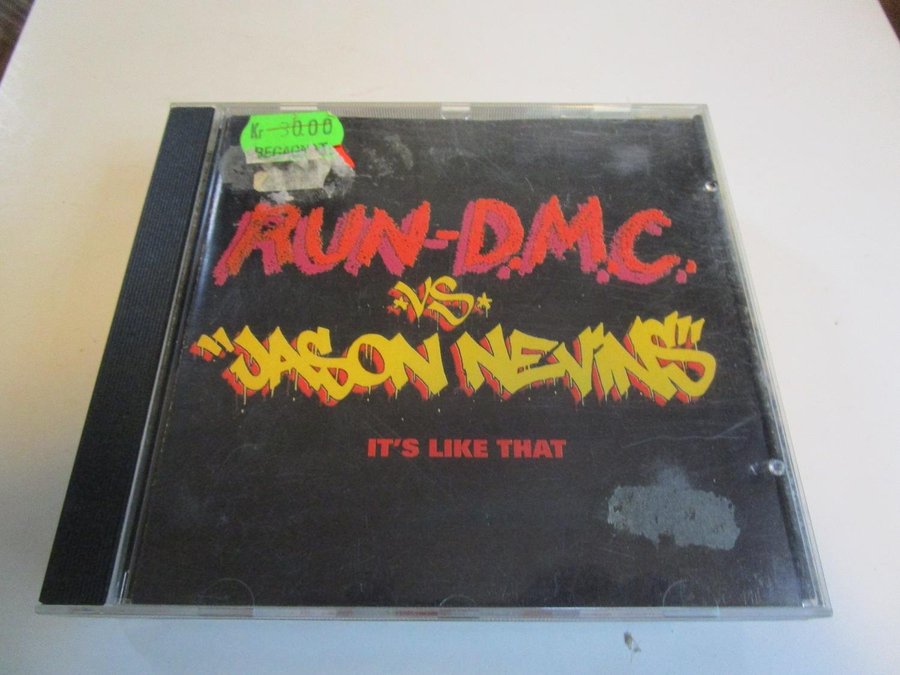 Kr 30.00
BEGAGNAT
RUN-D.M.C.
*VS*
"JASON NEVINS"
IT'S LIKE THAT